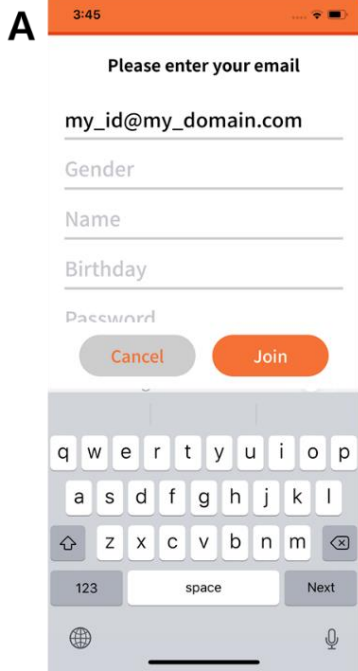 A
3:45
Please enter your email
my_id@my_domain.com
Gender
Name
Birthday
Password
Cancel Join
q w e r t y u i o p
a s d f g h j k l
z x c v b n m
123 space Next